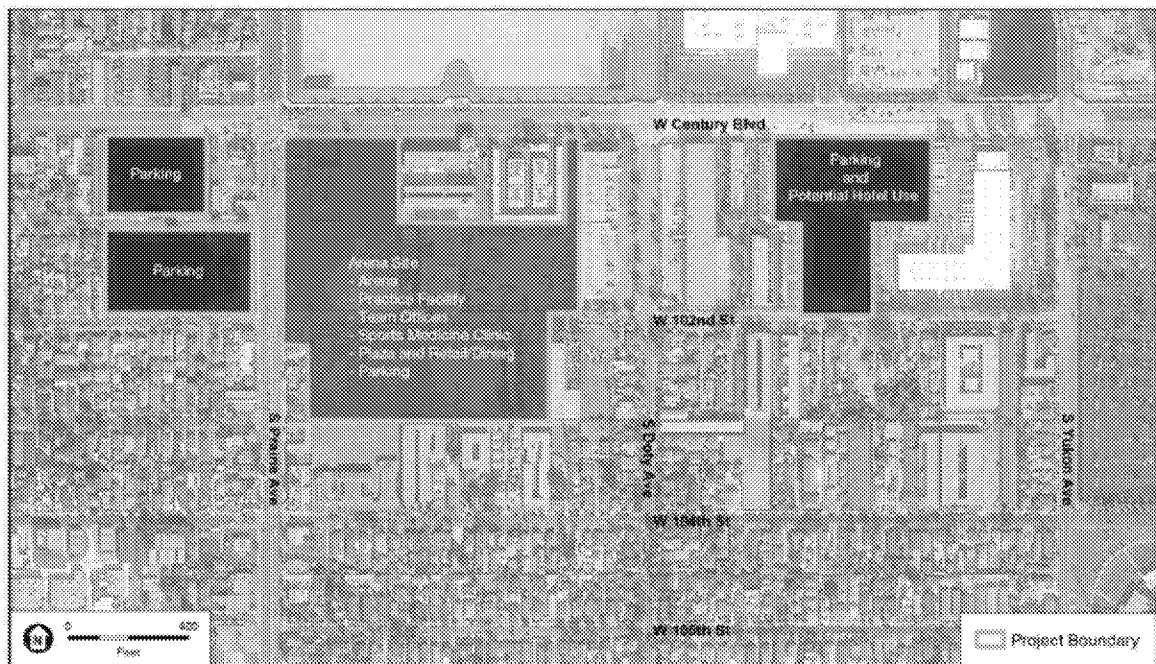 W Century Blvd
Parking
Parking
and
Potential Hotel Use
Parking
Arena Site
- Arena
- Practice Facility
- Team Offices
- Sports Medicine Clinic
- Plaza and Retail/Dining
- Parking
W 102nd St
S Prairie Ave
S Doty Ave
S Yukon Ave
W 104th St
N
0 400
Feet
Project Boundary